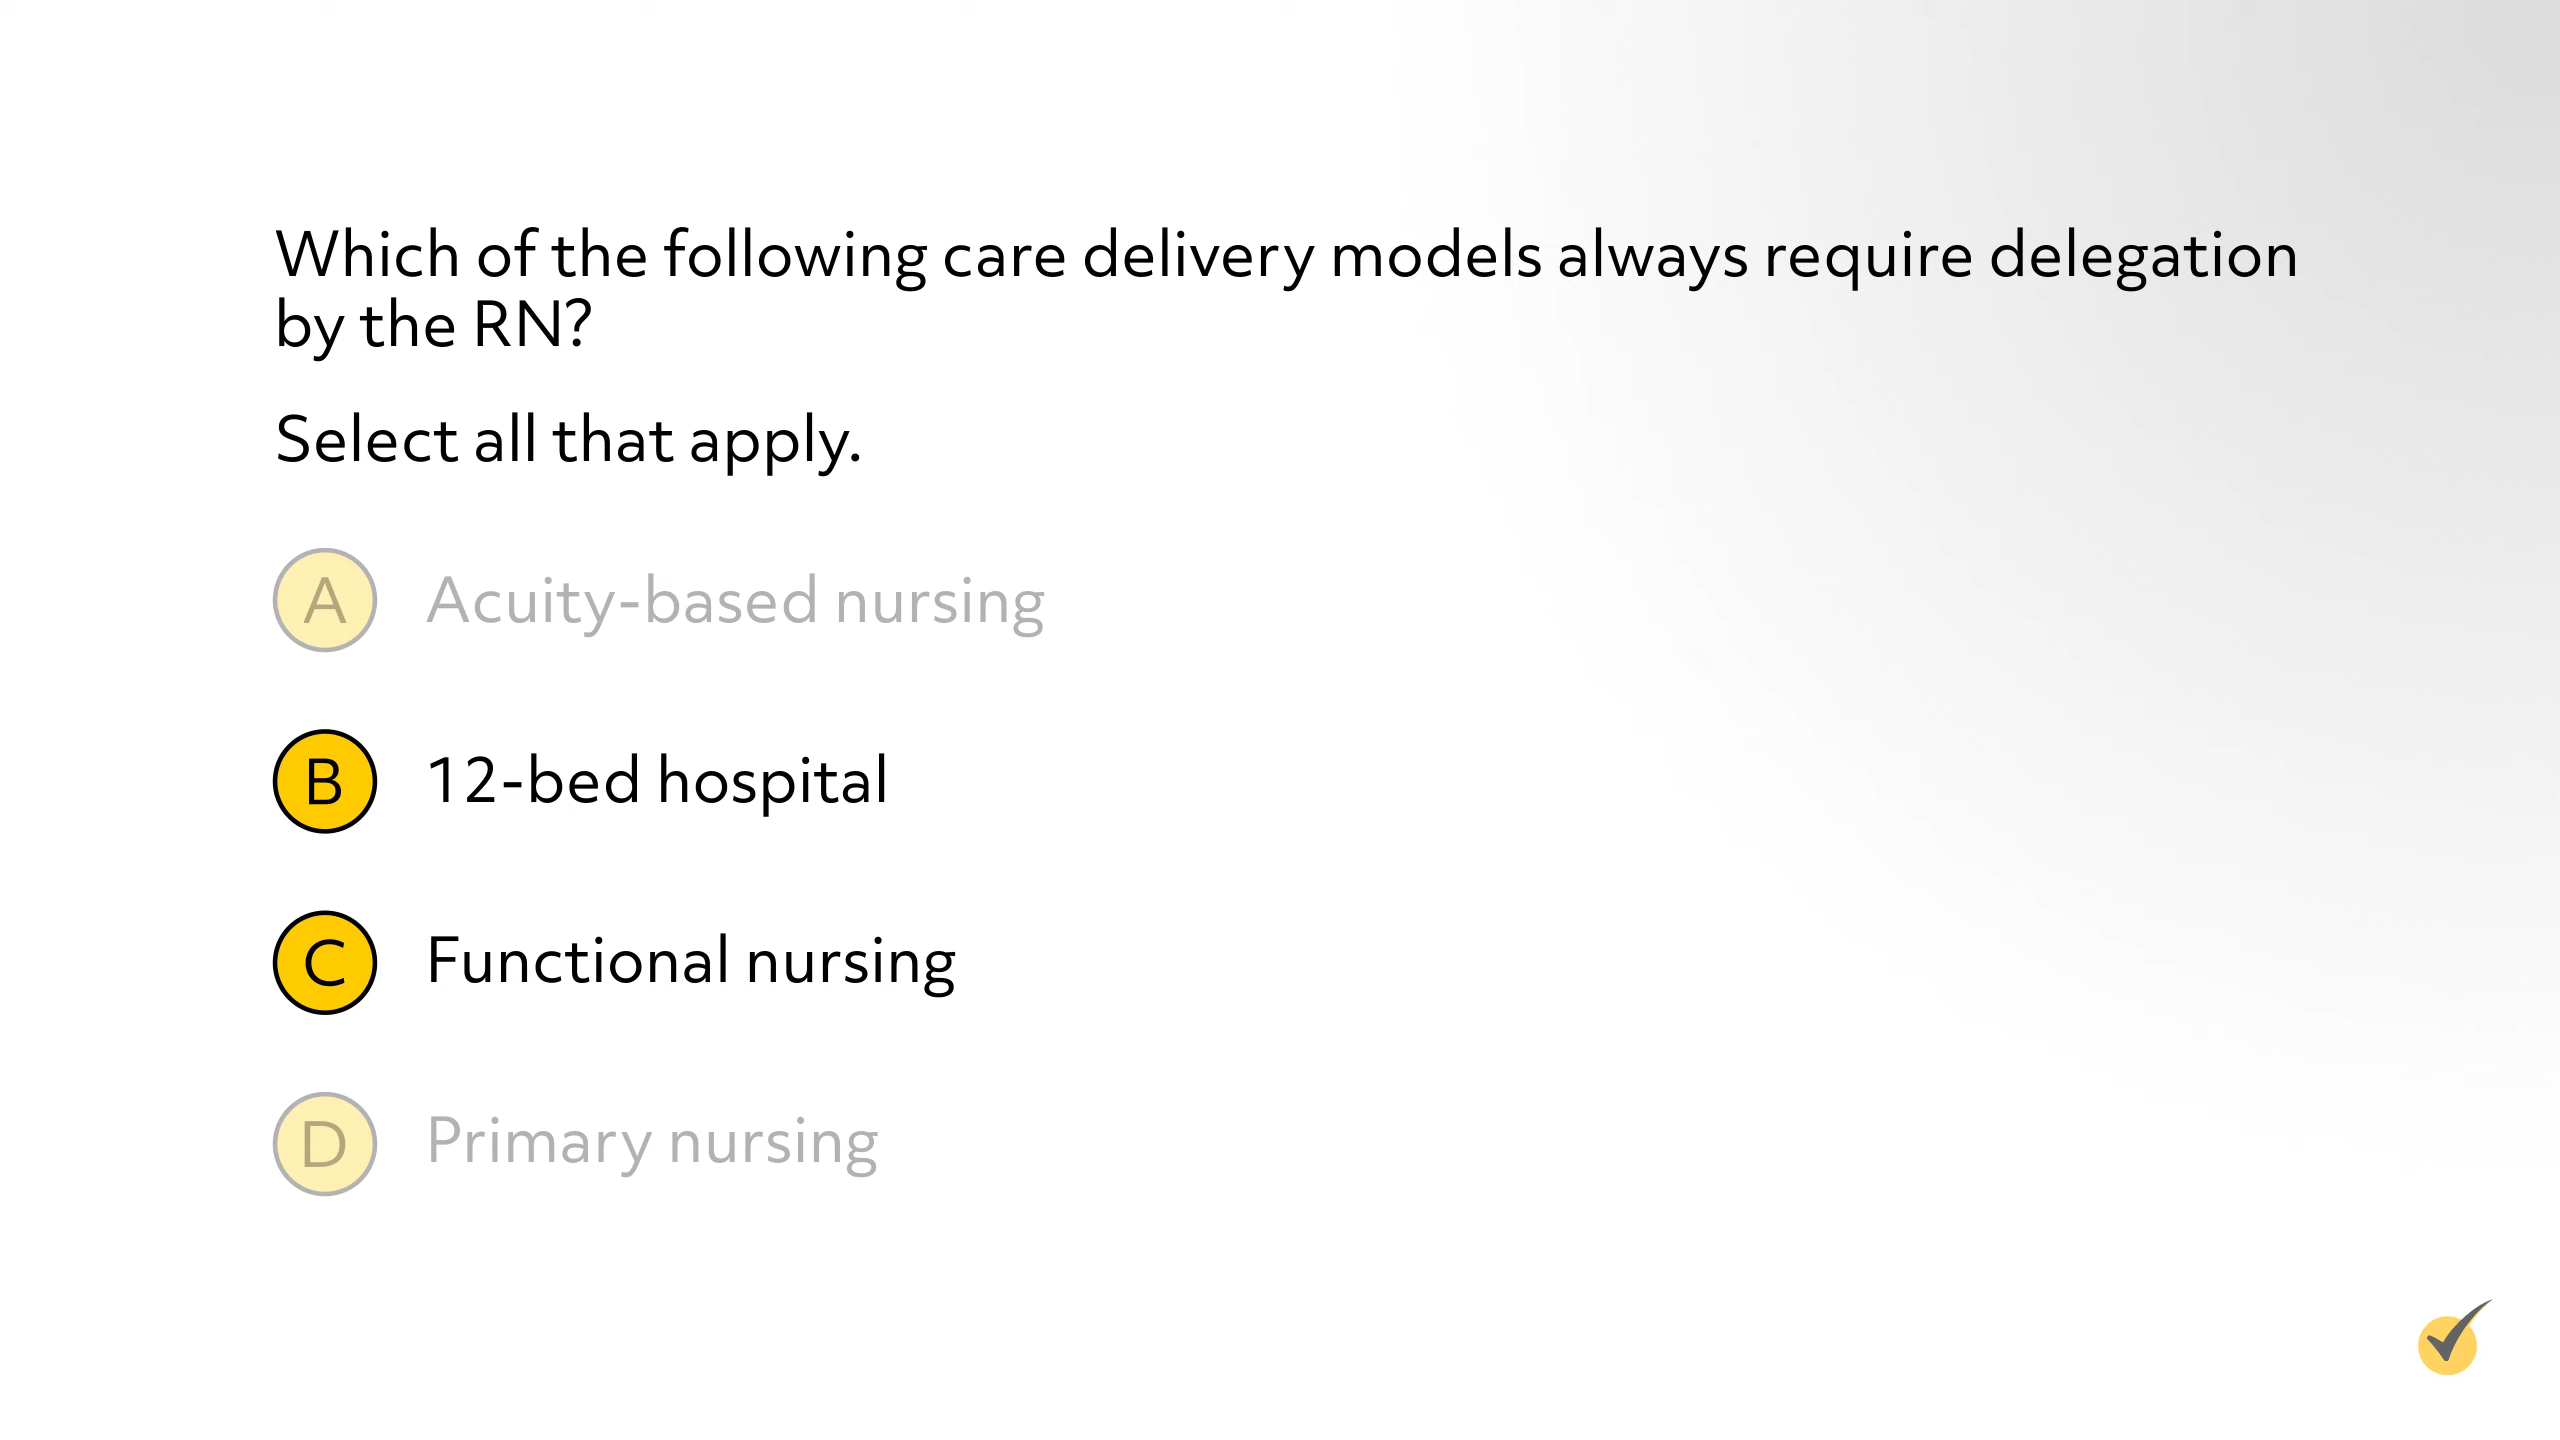 Which of the following care delivery models always require delegation
by the RN?
Select all that apply.
A Acuity-based nursing
B 12-bed hospital
C Functional nursing
D Primary nursing